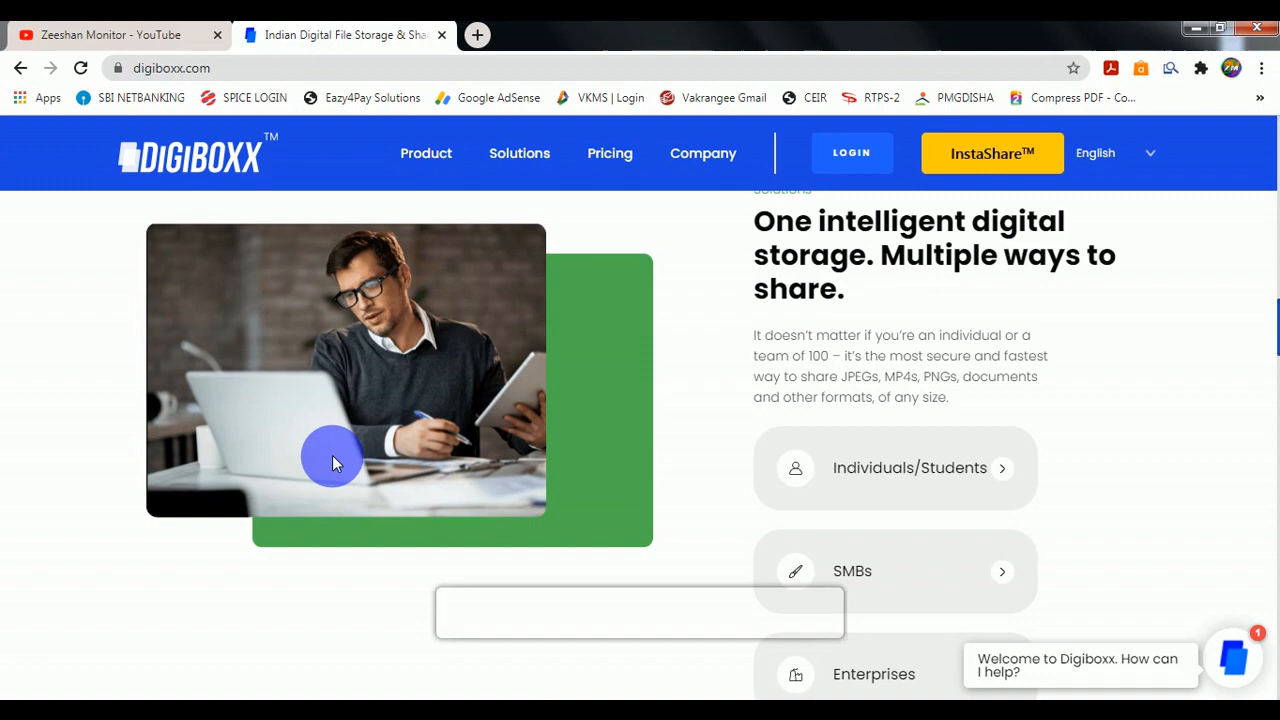 Zeeshan Monitor - YouTube
Indian Digital File Storage & Sha
digiboxx.com
Apps
SBI NETBANKING
SPICE LOGIN
Eazy4Pay Solutions
Google AdSense
VKMS | Login
Vakrangee Gmail
CEIR
RTPS-2
PMGDISHA
Compress PDF - Co...
»
DIGIBOXX TM
Product
Solutions
Pricing
Company
LOGIN
InstaShare™
English
Solutions
One intelligent digital
storage. Multiple ways to
share.
It doesn't matter if you're an individual or a
team of 100 – it's the most secure and fastest
way to share JPEGs, MP4s, PNGs, documents
and other formats, of any size.
Individuals/Students
SMBs
Enterprises
Welcome to Digiboxx. How can
I help?
1